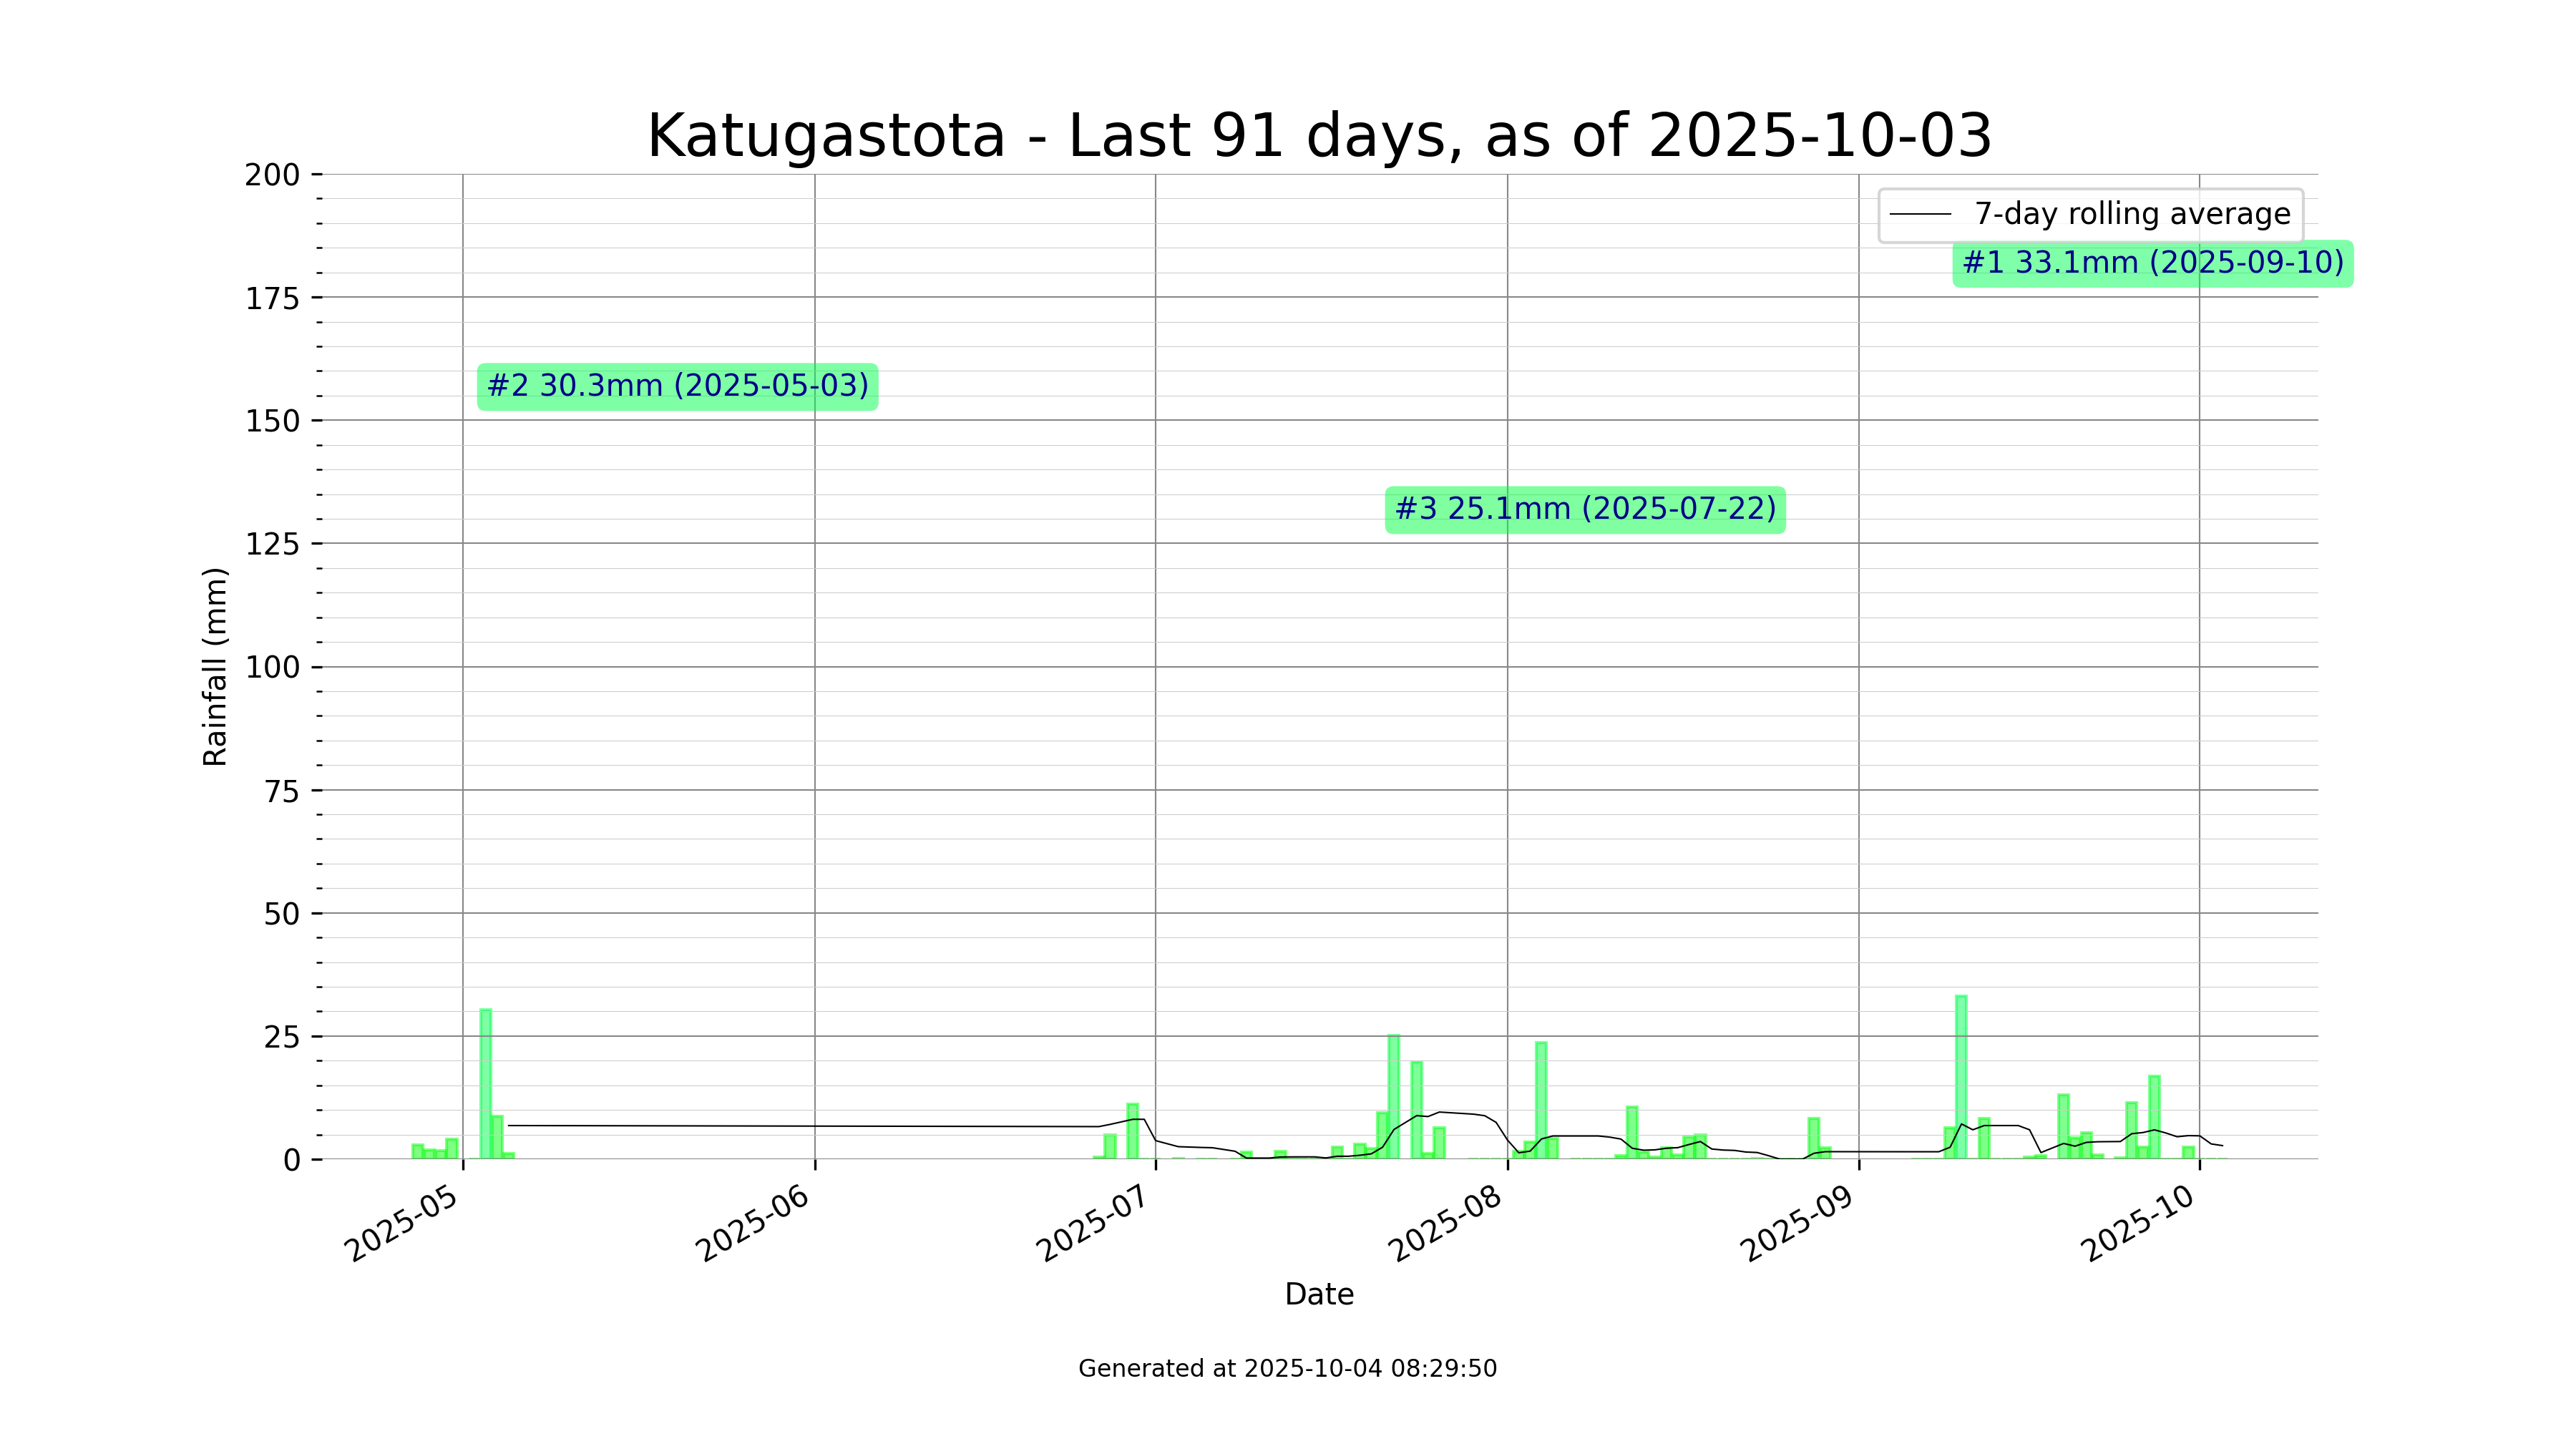 Katugastota - Last 91 days, as of 2025-10-03
200
175
150
125
100
75
50
25
0
Rainfall (mm)
7-day rolling average
#1 33.1mm (2025-09-10)
#2 30.3mm (2025-05-03)
#3 25.1mm (2025-07-22)
2025-05
2025-06
2025-07
2025-08
2025-09
2025-10
Date
Generated at 2025-10-04 08:29:50